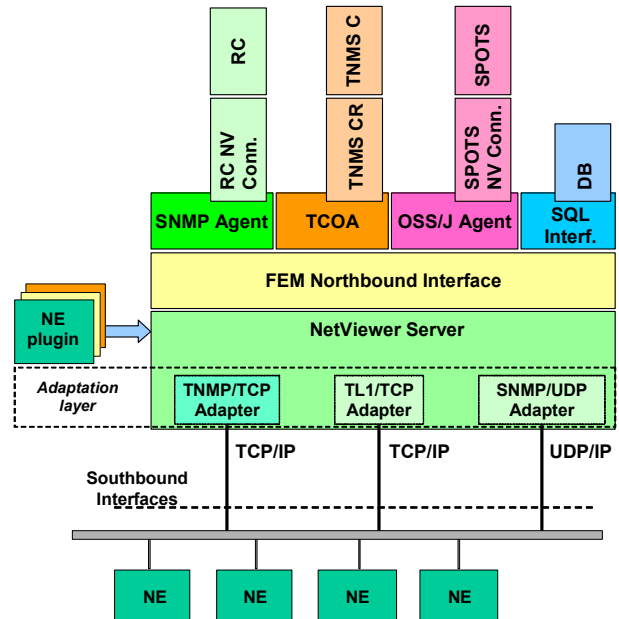 RC
TNMS C
SPOTS
RC NV
Conn.
TNMS CR
SPOTS
NV Conn.
DB
SNMP Agent
TCOA
OSS/J Agent
SQL
Interf.
FEM Northbound Interface
NE
plugin
NetViewer Server
Adaptation
layer
TNMP/TCP
Adapter
TL1/TCP
Adapter
SNMP/UDP
Adapter
TCP/IP
TCP/IP
UDP/IP
Southbound
Interfaces
NE
NE
NE
NE